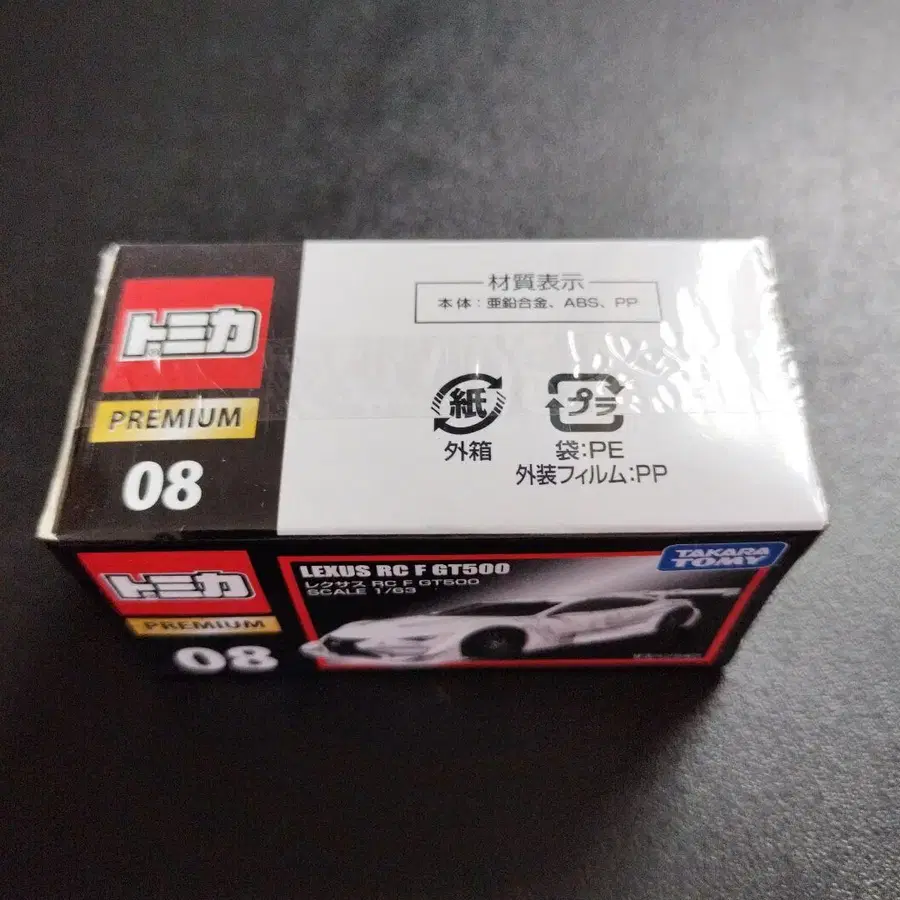 トミカ
PREMIUM
08
材質表示
本体:亜鉛合金、ABS、PP
紙
外箱
プラ
袋:PE
外装フィルム:PP
トミカ
PREMIUM
08
LEXUS RC F GT500
レクサス RC F GT500
SCALE 1/63
TAKARA
TOMY